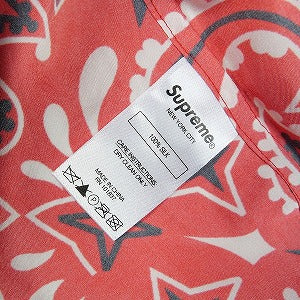 Supreme®
NEW YORK CITY
100% SILK
CARE INSTRUCTIONS
DRY CLEAN ONLY
MADE IN CHINA
RN 101837